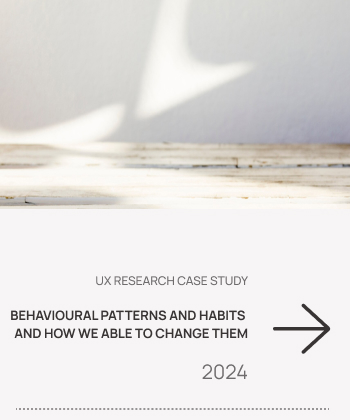 UX RESEARCH CASE STUDY
BEHAVIOURAL PATTERNS AND HABITS
AND HOW WE ABLE TO CHANGE THEM
2024